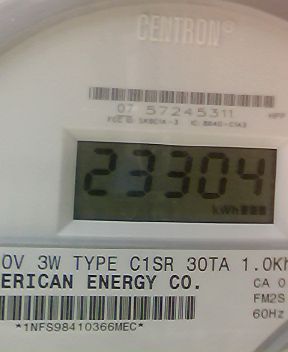 CENTRON®
07 57245311
23304
kWh
0V 3W TYPE C1SR 30TA 1.0Kh
ERICAN ENERGY CO.
CA 0
FM2S
60Hz
*1NFS98410366MEC*